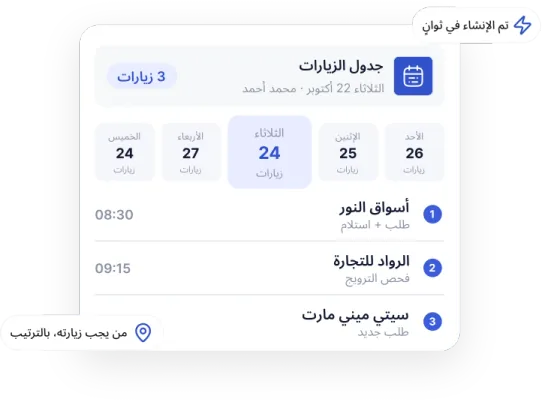 تم الإنشاء في ثوانٍ
جدول الزيارات
3 زيارات
الثلاثاء 22 أكتوبر · محمد أحمد
الأحد
26
زيارات
الإثنين
25
زيارات
الثلاثاء
24
زيارات
الأربعاء
27
زيارات
الخميس
24
زيارات
1
أسواق النور
08:30
طلب + استلام
2
الرواد للتجارة
09:15
فحص الترويج
3
سيتي ميني مارت
طلب جديد
من يجب زيارته، بالترتيب